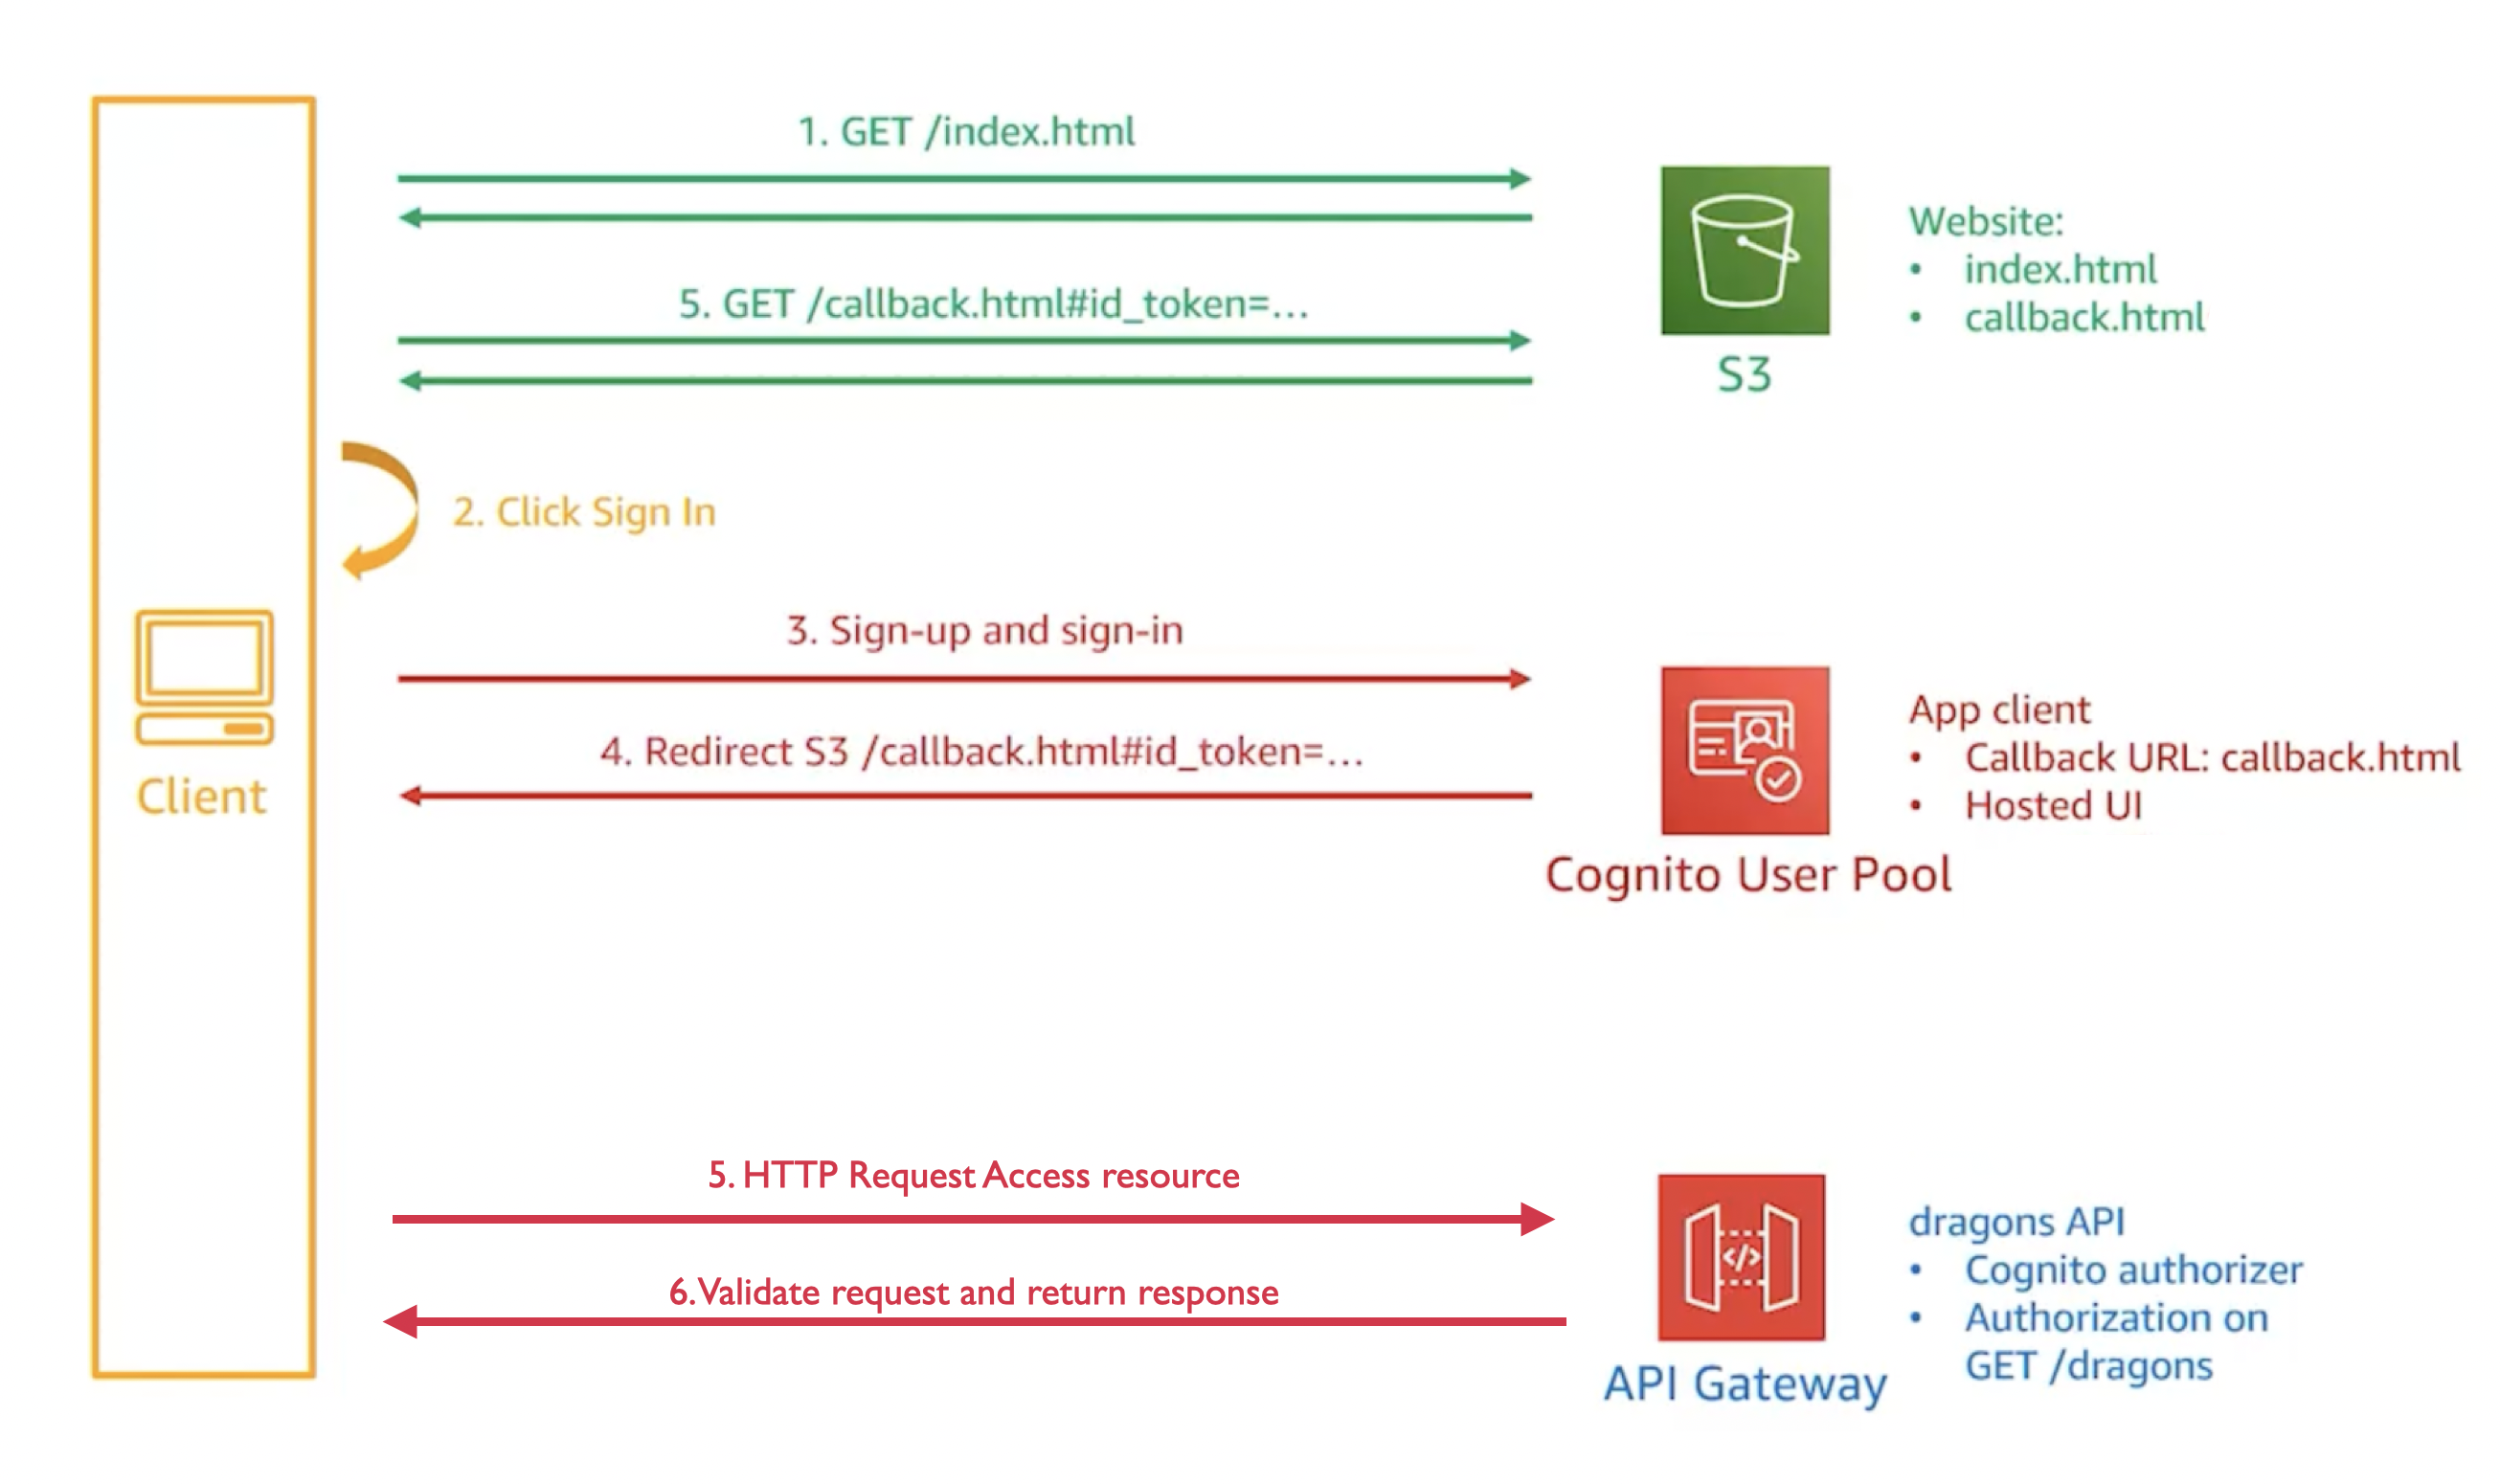 1. GET /index.html
Website:
• index.html
• callback.html
5. GET /callback.html#id_token=...
S3
2. Click Sign In
3. Sign-up and sign-in
Client
4. Redirect S3 /callback.html#id_token=...
App client
• Callback URL: callback.html
• Hosted UI
Cognito User Pool
5. HTTP Request Access resource
6. Validate request and return response
dragons API
• Cognito authorizer
• Authorization on
GET /dragons
API Gateway